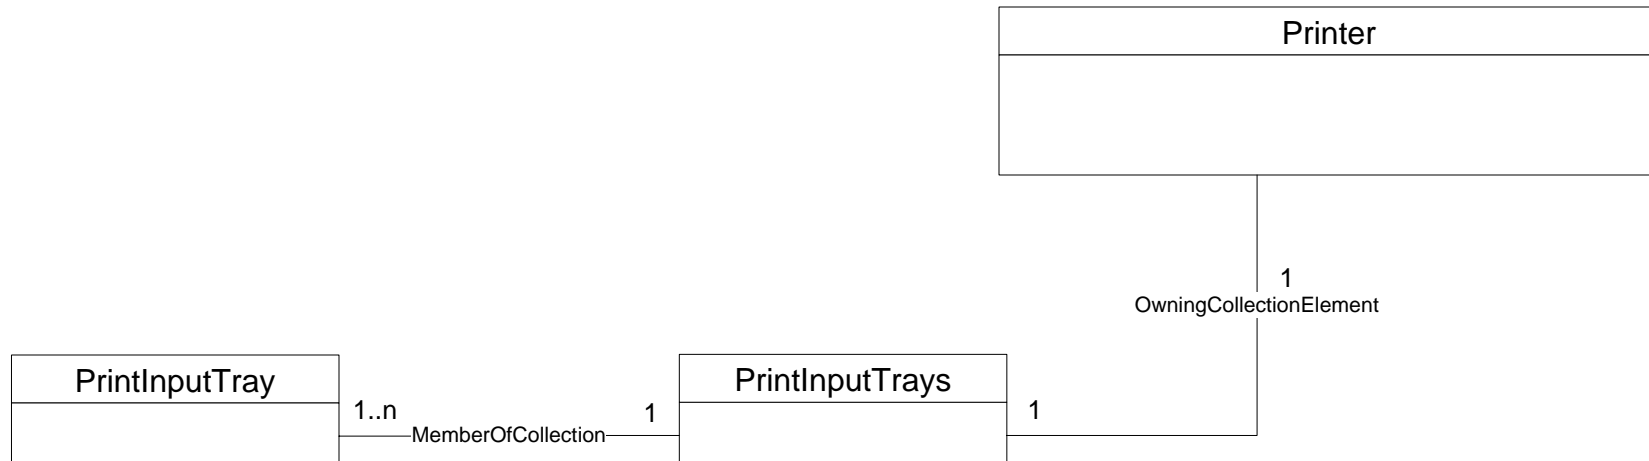 Printer
1
OwningCollectionElement
PrintInputTray
PrintInputTrays
1..n
1
1
MemberOfCollection